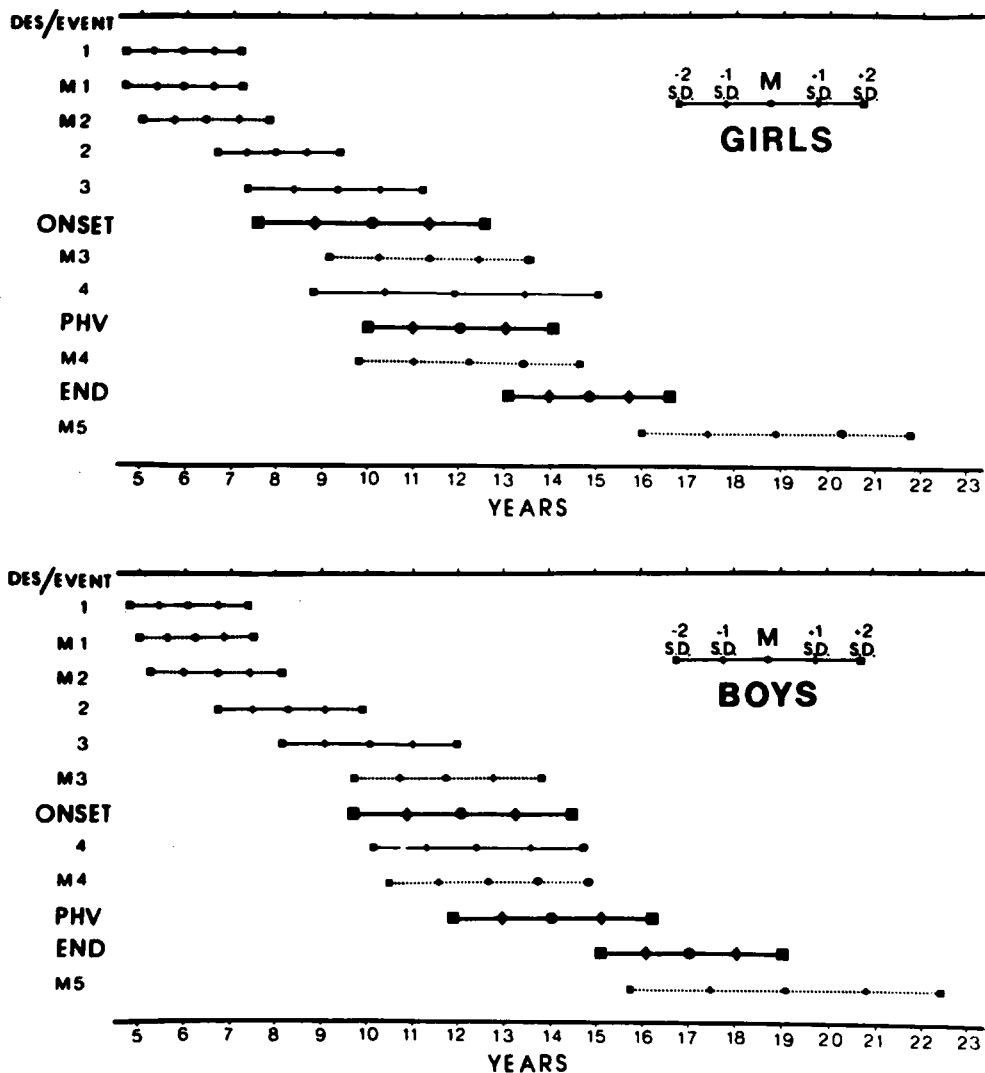 DES/EVENT
1
M1
M2
2
3
ONSET
M3
4
PHV
M4
END
M5
-2 -1 M +1 +2
S.D. S.D. S.D. S.D.
GIRLS
5 6 7 8 9 10 11 12 13 14 15 16 17 18 19 20 21 22 23
YEARS
DES/EVENT
1
M1
M2
2
3
M3
ONSET
4
M4
PHV
END
M5
-2 -1 M +1 +2
S.D. S.D. S.D. S.D.
BOYS
5 6 7 8 9 10 11 12 13 14 15 16 17 18 19 20 21 22 23
YEARS